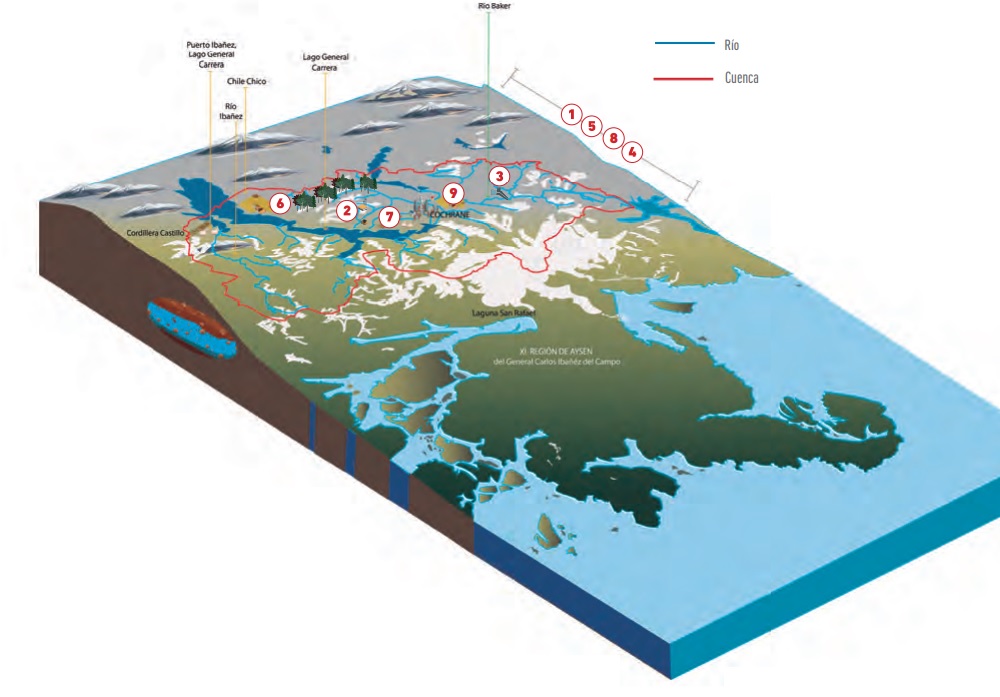 Río Baker
Río
Cuenca
Puerto Ibañez,
Lago General
Carrera
Chile Chico
Río
Ibañez
Lago General
Carrera
1
5
8
4
3
9
6
2
7
COCHRANE
Cordillera Castillo
Laguna San Rafael
XI. REGIÓN DE AYSEN
del General Carlos Ibañéz del Campo